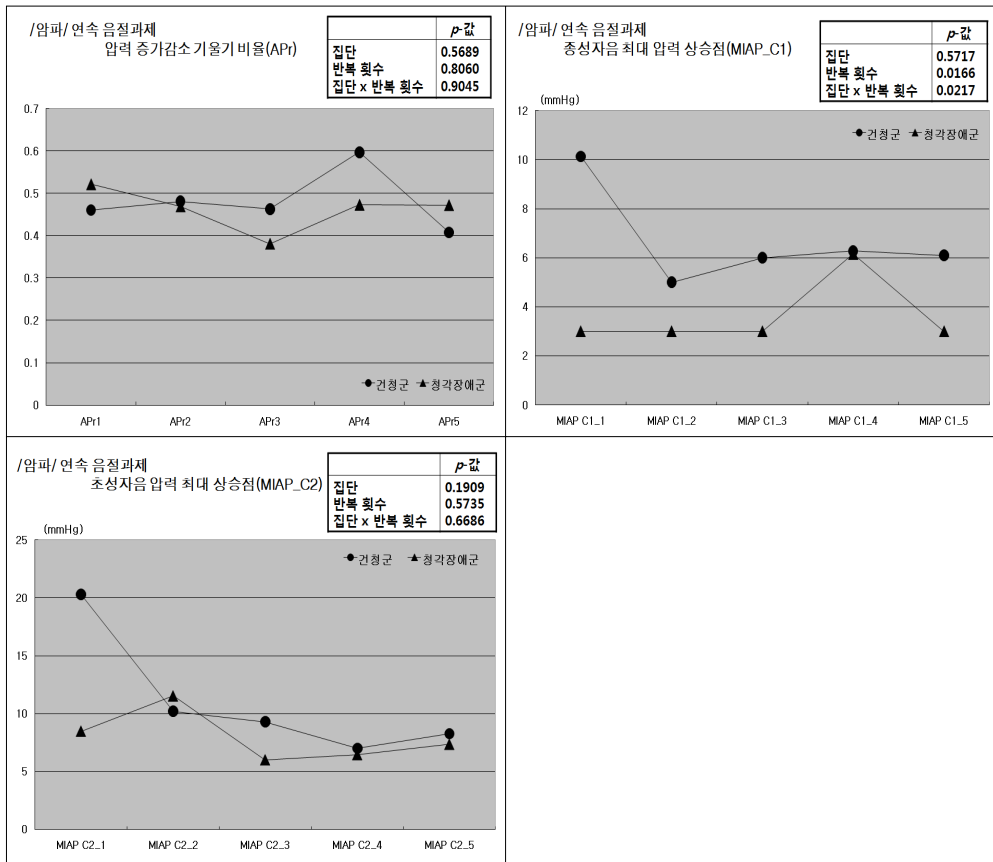 /암파/ 연속 음절과제
압력 증가감소 기울기 비율(APr)
p-값
집단 0.5689
반복 횟수 0.8060
집단 x 반복 횟수 0.9045
0.7
0.6
0.5
0.4
0.3
0.2
0.1
0
건청군 청각장애군
APr1 APr2 APr3 APr4 APr5
/암파/ 연속 음절과제
종성자음 최대 압력 상승점(MIAP_C1)
p-값
집단 0.5717
반복 횟수 0.0166
집단 x 반복 횟수 0.0217
(mmHg)
12
10
8
6
4
2
0
건청군 청각장애군
MIAP C1_1 MIAP C1_2 MIAP C1_3 MIAP C1_4 MIAP C1_5
/암파/ 연속 음절과제
초성자음 압력 최대 상승점(MIAP_C2)
p-값
집단 0.1909
반복 횟수 0.5735
집단 x 반복 횟수 0.6686
(mmHg)
25
20
15
10
5
0
건청군 청각장애군
MIAP C2_1 MIAP C2_2 MIAP C2_3 MIAP C2_4 MIAP C2_5